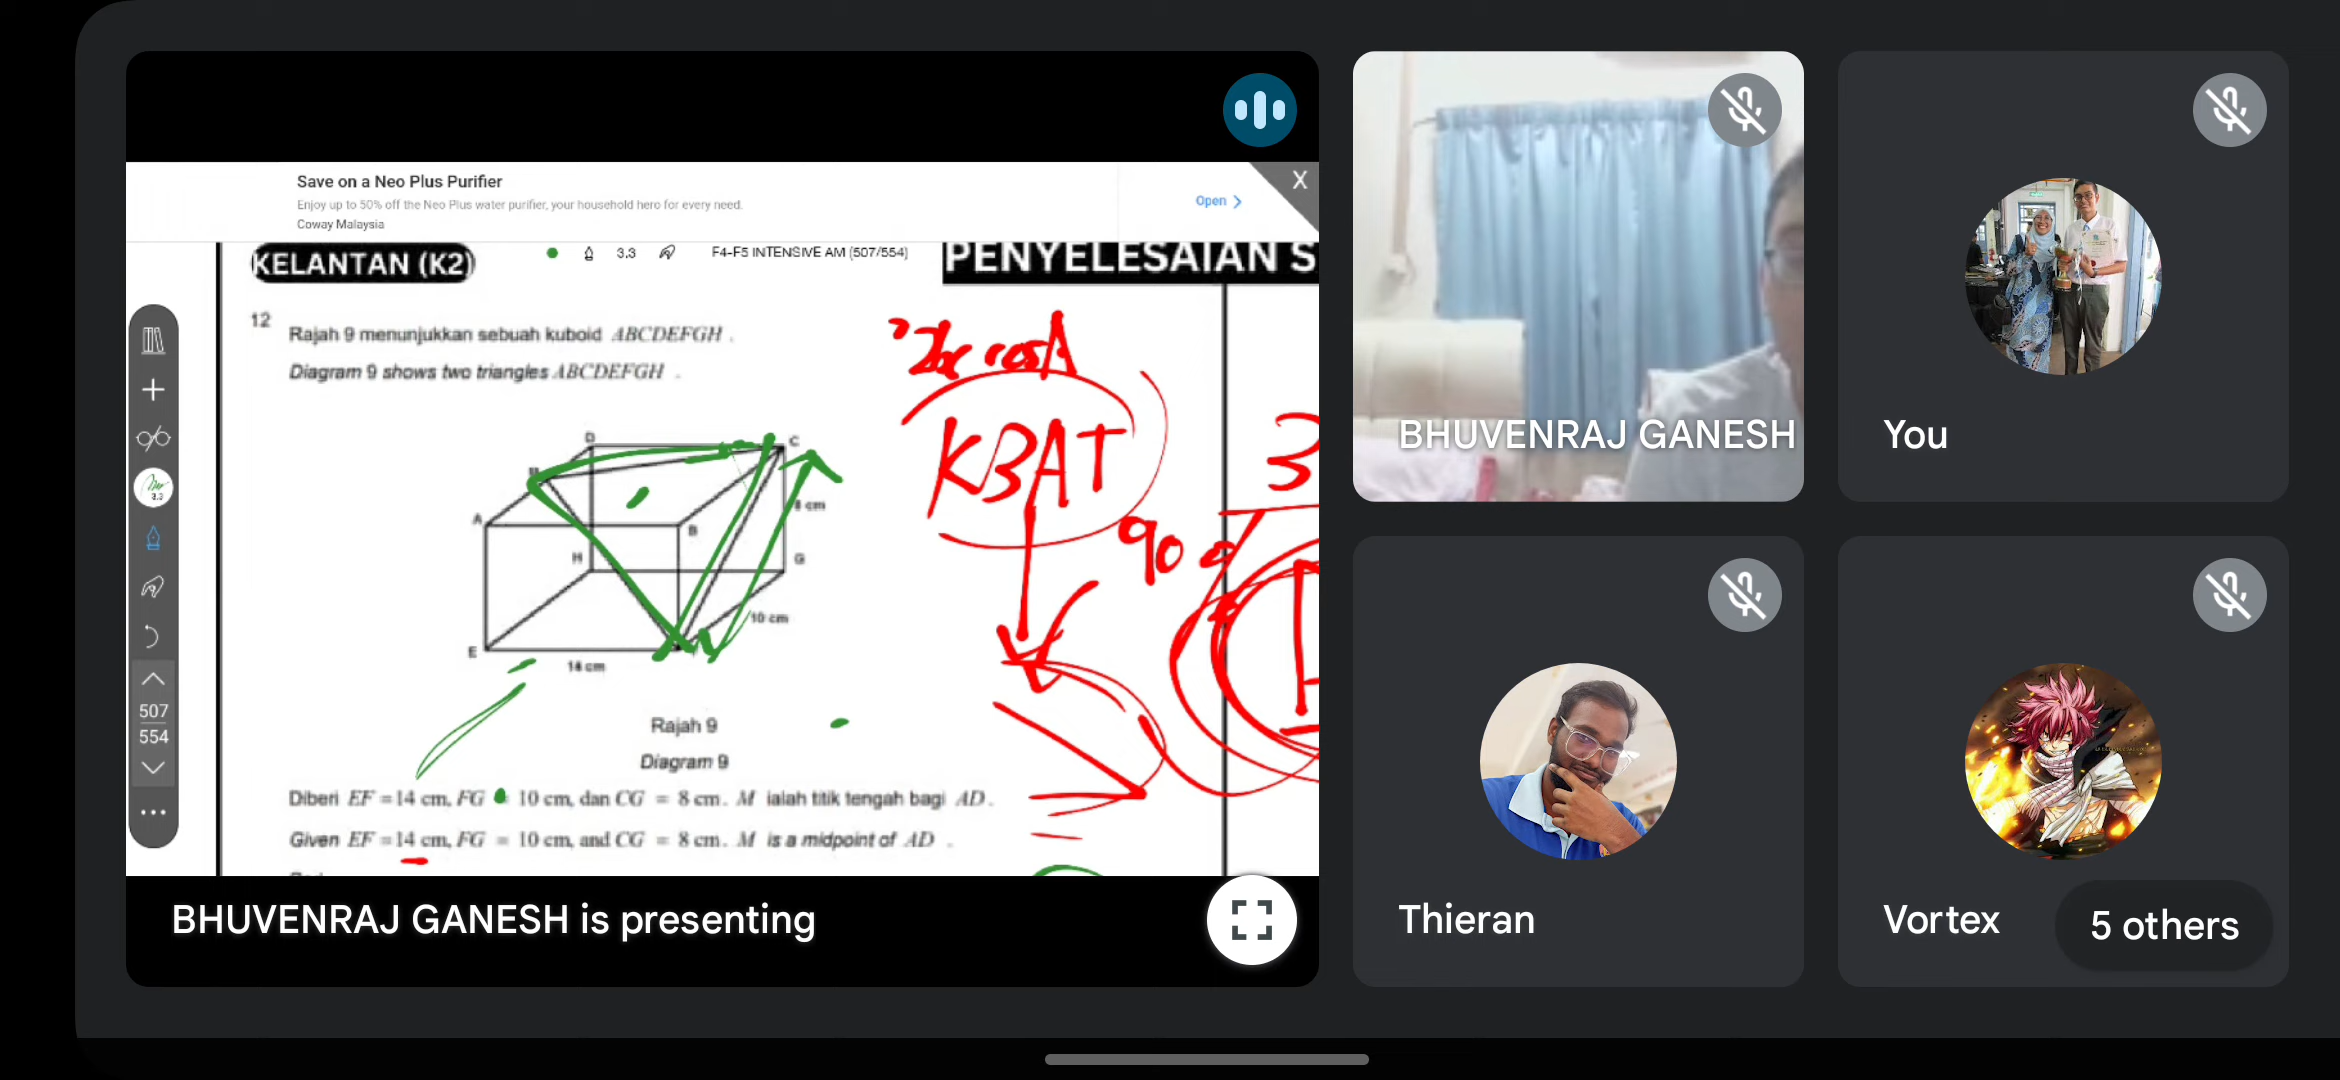 Save on a Neo Plus Purifier
Enjoy up to 50% off the Neo Plus water purifier, your household hero for every need.
Coway Malaysia
Open
X
KELANTAN (K2)
3.3
F4-F5 INTENSIVE AM (507/554)
PENYELESAIAN S
12
Rajah 9 menunjukkan sebuah kuboid ABCDEFGH .
Diagram 9 shows two triangles ABCDEFGH .
cosA
KBAT
3
90
D
C
A
B
8 cm
H
G
10 cm
E
14 cm
3.3
507
554
Rajah 9
Diagram 9
Diberi EF = 14 cm, FG 10 cm, dan CG = 8 cm. M ialah titik tengah bagi AD.
Given EF = 14 cm, FG = 10 cm, and CG = 8 cm. M is a midpoint of AD .
BHUVENRAJ GANESH is presenting
BHUVENRAJ GANESH
You
Thieran
Vortex
5 others